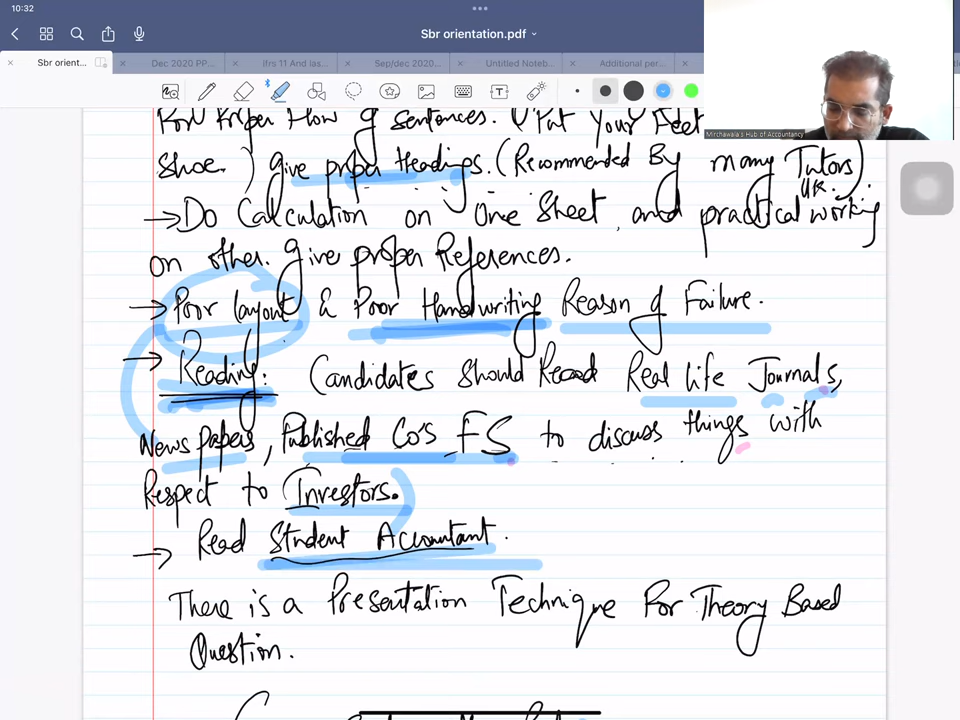 10:32
Sbr orientation.pdf
Sbr orient...
Dec 2020 PP...
ifrs 11 And Ias...
Sep/dec 2020...
Untitled Noteb...
Additional per...
Mirchawala's Hub of Accountancy
For Proper Flow of sentences. (Put Your Feet
Shoe.) give proper Headings. (Recommended By many Tutors)
UK.
→ Do Calculation on One Sheet, and practical working
on other. Give proper References.
→ Poor layout & Poor Handwriting Reason of Failure.
→ Reading: Candidates Should Read Real life Journals,
News Papers, Published Co's FS to discuss things with
Respect to Investors.
→ Read Student Accountant.
There is a Presentation Technique For Theory Based
Question.